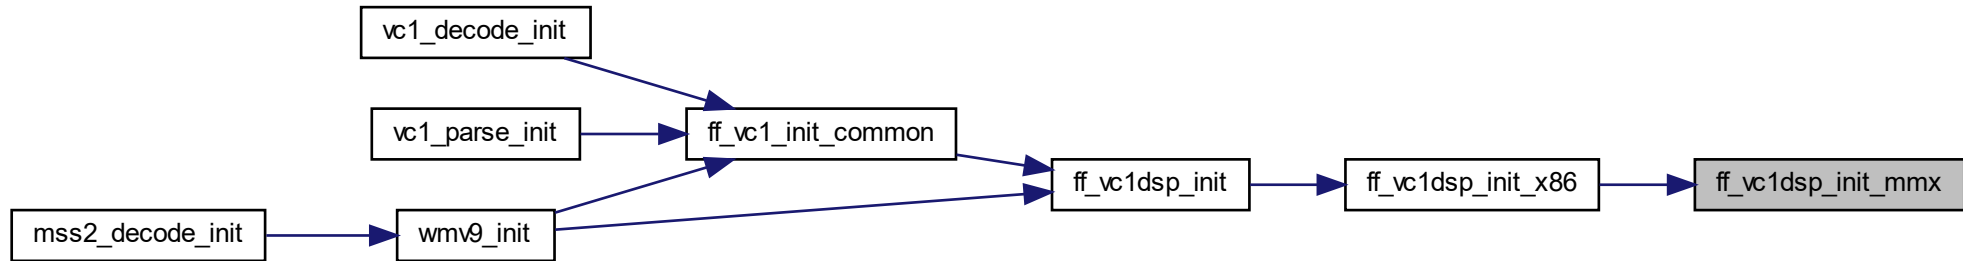 vc1_decode_init
vc1_parse_init
ff_vc1_init_common
ff_vc1dsp_init
ff_vc1dsp_init_x86
ff_vc1dsp_init_mmx
mss2_decode_init
wmv9_init